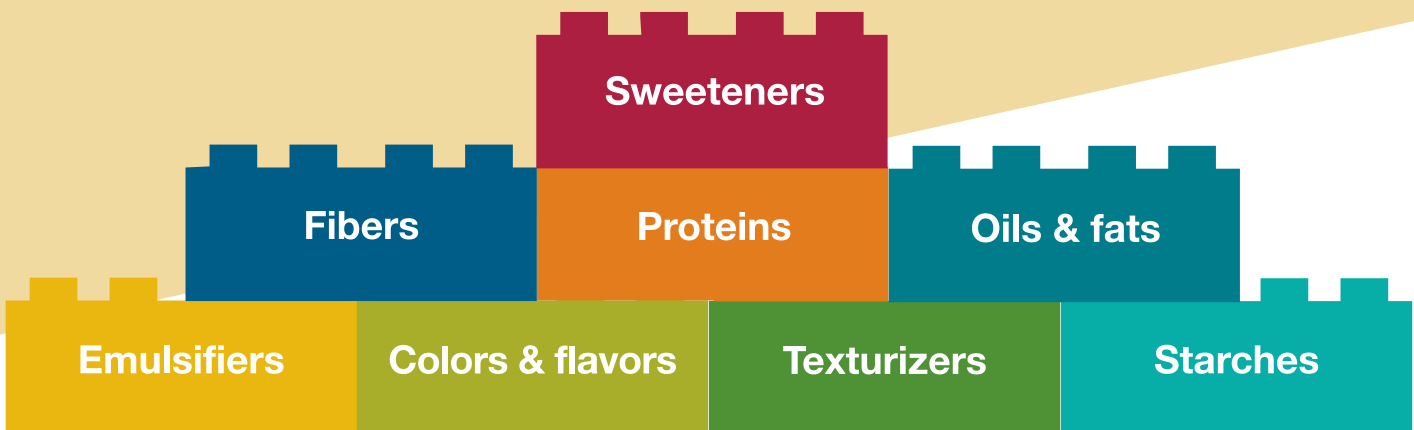 Sweeteners
Fibers
Proteins
Oils & fats
Emulsifiers
Colors & flavors
Texturizers
Starches